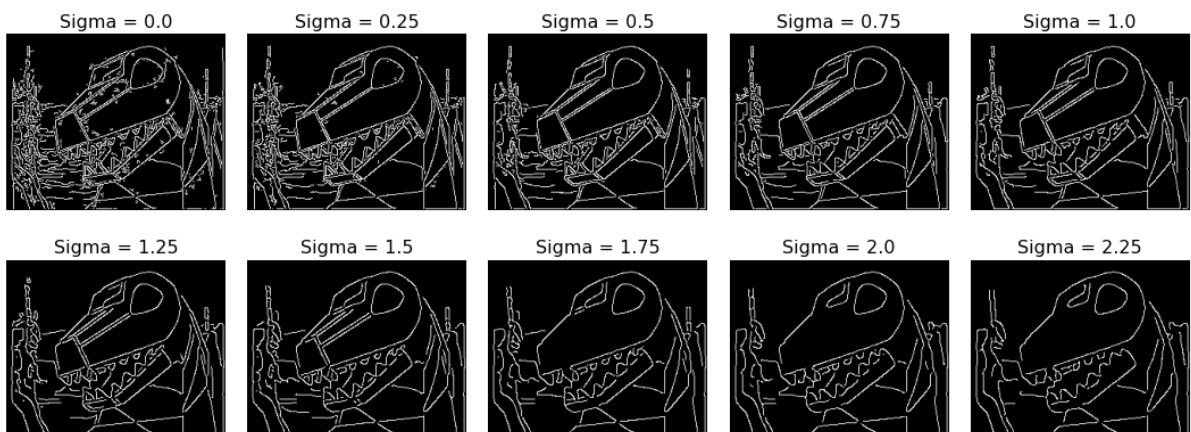 Sigma = 0.0 Sigma = 0.25 Sigma = 0.5 Sigma = 0.75 Sigma = 1.0
Sigma = 1.25 Sigma = 1.5 Sigma = 1.75 Sigma = 2.0 Sigma = 2.25